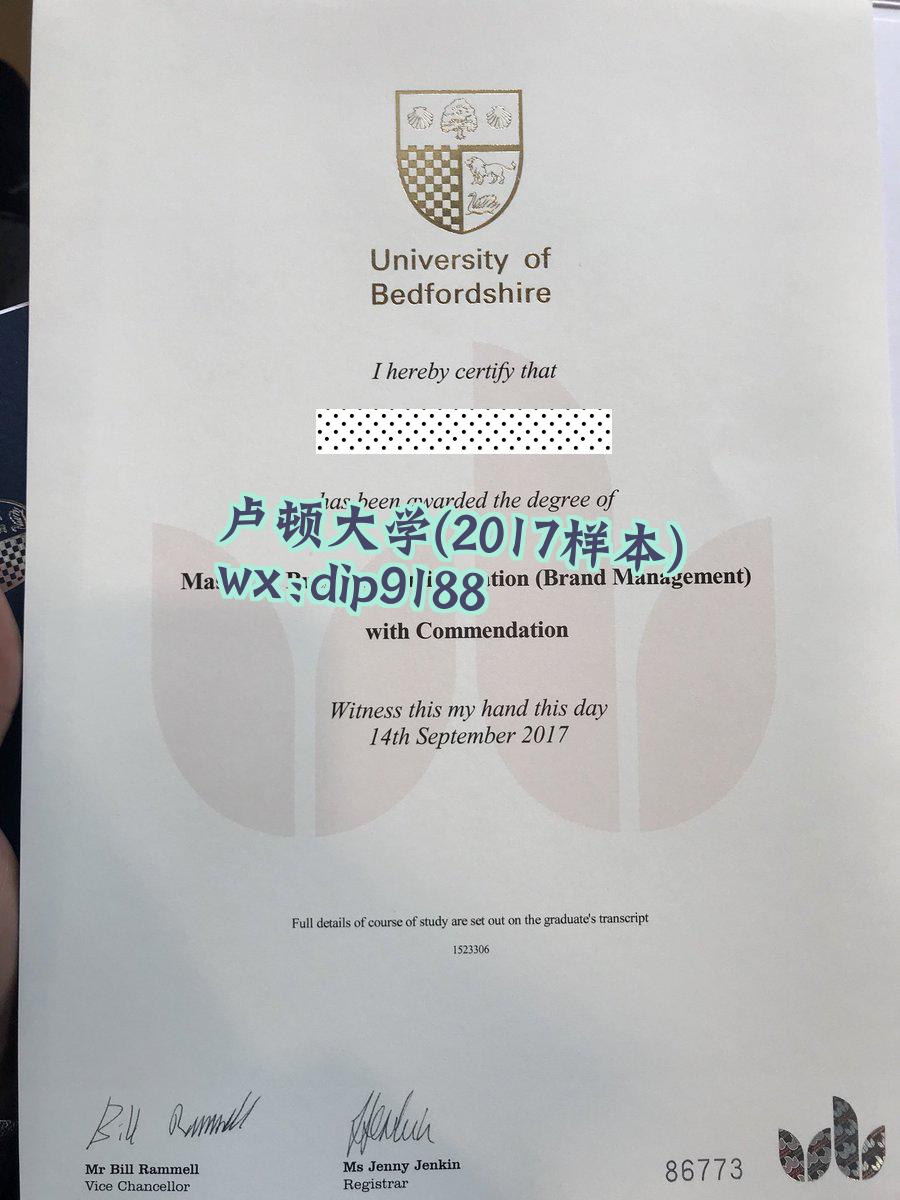 University of
Bedfordshire
I hereby certify that
has been awarded the degree of
卢顿大学(2017样本)
wx:dip9188
(Brand Management)
with Commendation
Witness this my hand this day
14th September 2017
Full details of course of study are set out on the graduate's transcript
1523306
Bill Rammell
Mr Bill Rammell
Vice Chancellor
Ms Jenny Jenkin
Registrar
86773